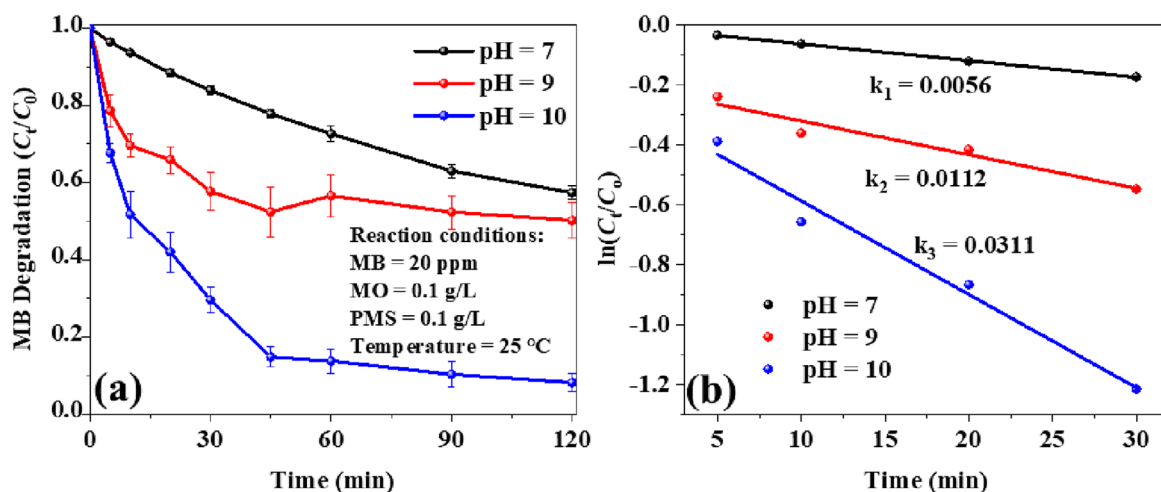 MB Degradation (Cₜ/C₀)
1.0
0.8
0.6
0.4
0.2
0.0
pH = 7
pH = 9
pH = 10
Reaction conditions:
MB = 20 ppm
MO = 0.1 g/L
PMS = 0.1 g/L
Temperature = 25 °C
(a)
0 30 60 90 120
Time (min)
ln(Cₜ/Cₒ)
-0.0
-0.2
-0.4
-0.6
-0.8
-1.0
-1.2
k₁ = 0.0056
k₂ = 0.0112
k₃ = 0.0311
pH = 7
pH = 9
pH = 10
(b)
5 10 15 20 25 30
Time (min)